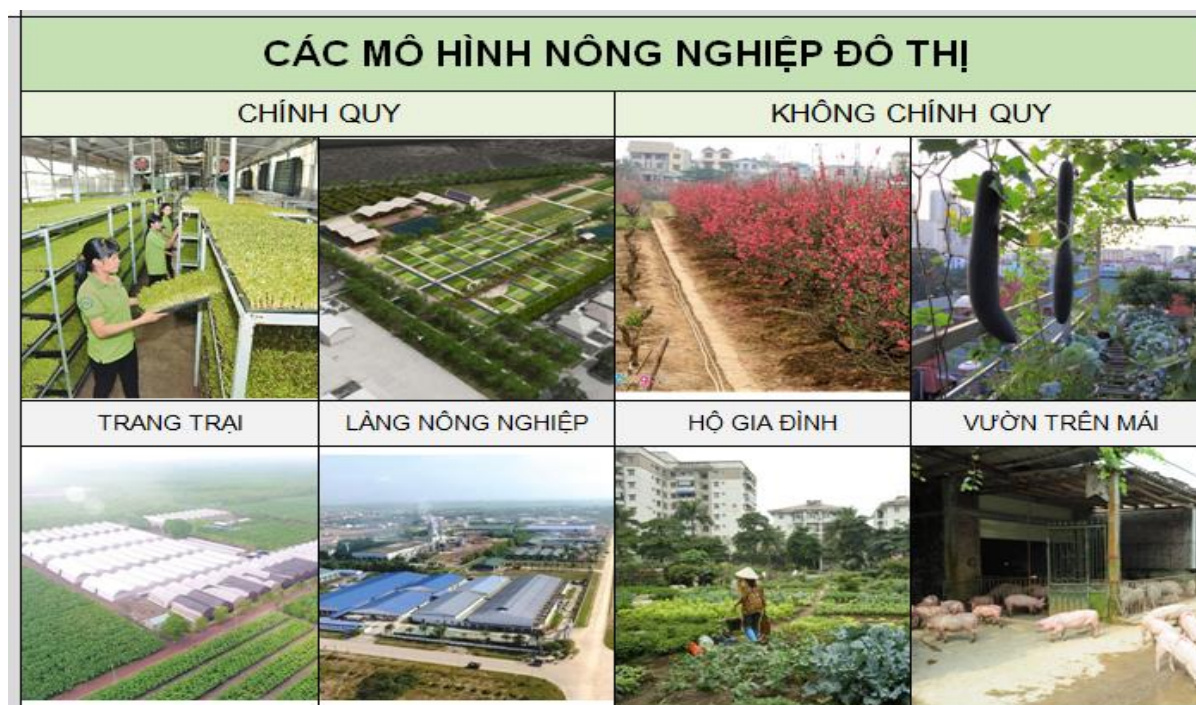 CÁC MÔ HÌNH NÔNG NGHIỆP ĐÔ THỊ
CHÍNH QUY
KHÔNG CHÍNH QUY
TRANG TRẠI
LÀNG NÔNG NGHIỆP
HỘ GIA ĐÌNH
VƯỜN TRÊN MÁI